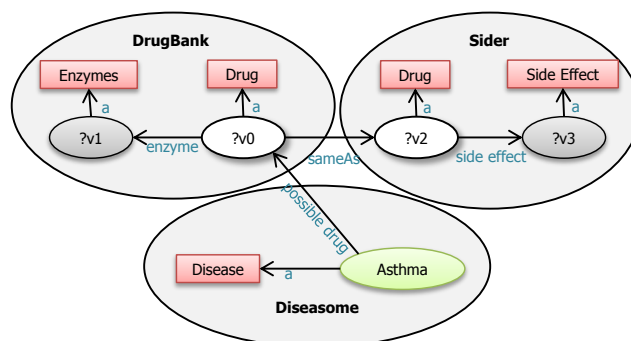 DrugBank
Sider
Enzymes
Drug
Drug
Side Effect
a
a
a
a
?v1
enzyme
?v0
sameAs
?v2
side effect
?v3
possible drug
Disease
a
Asthma
Diseasome